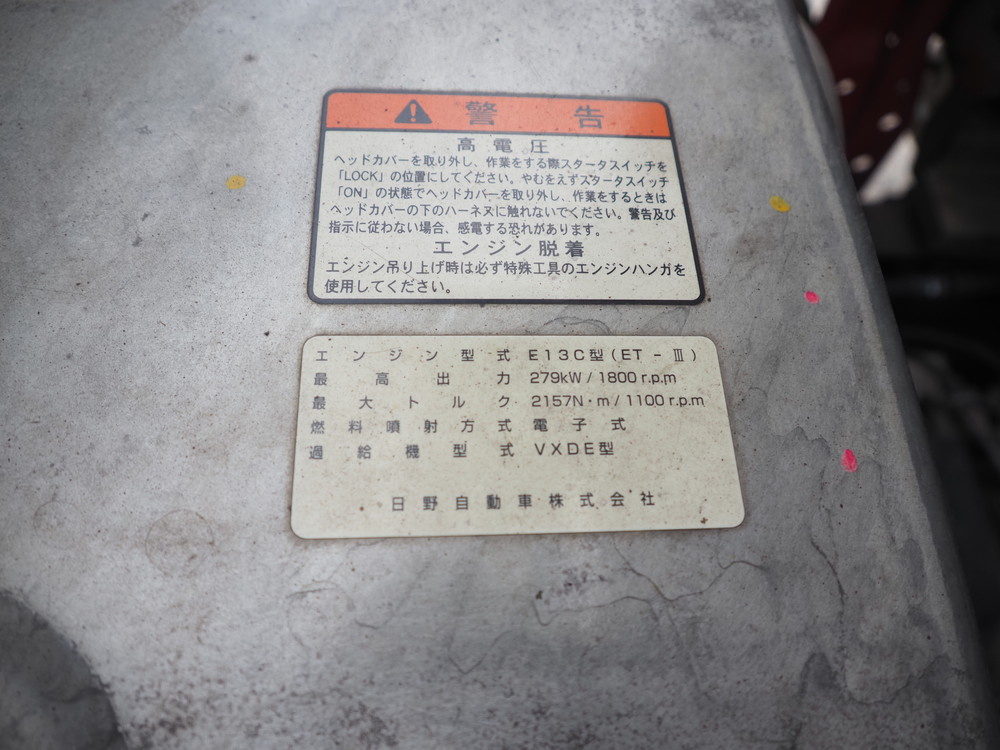 警告
高電圧
ヘッドカバーを取り外し、作業をする際スタータスイッチを
「LOCK」の位置にしてください。やむをえずスタータスイッチ
「ON」の状態でヘッドカバーを取り外し、作業をするときは
ヘッドカバーの下のハーネスに触れないでください。警告及び
指示に従わない場合、感電する恐れがあります。
エンジン脱着
エンジン吊り上げ時は必ず特殊工具のエンジンハンガを
使用してください。
エンジン型式 E13C型(ET-Ⅲ)
最高出力 279kW/1800 r.p.m
最大トルク 2157N・m/1100 r.p.m
燃料噴射方式 電子式
過給機型式 VXDE型
日野自動車株式会社